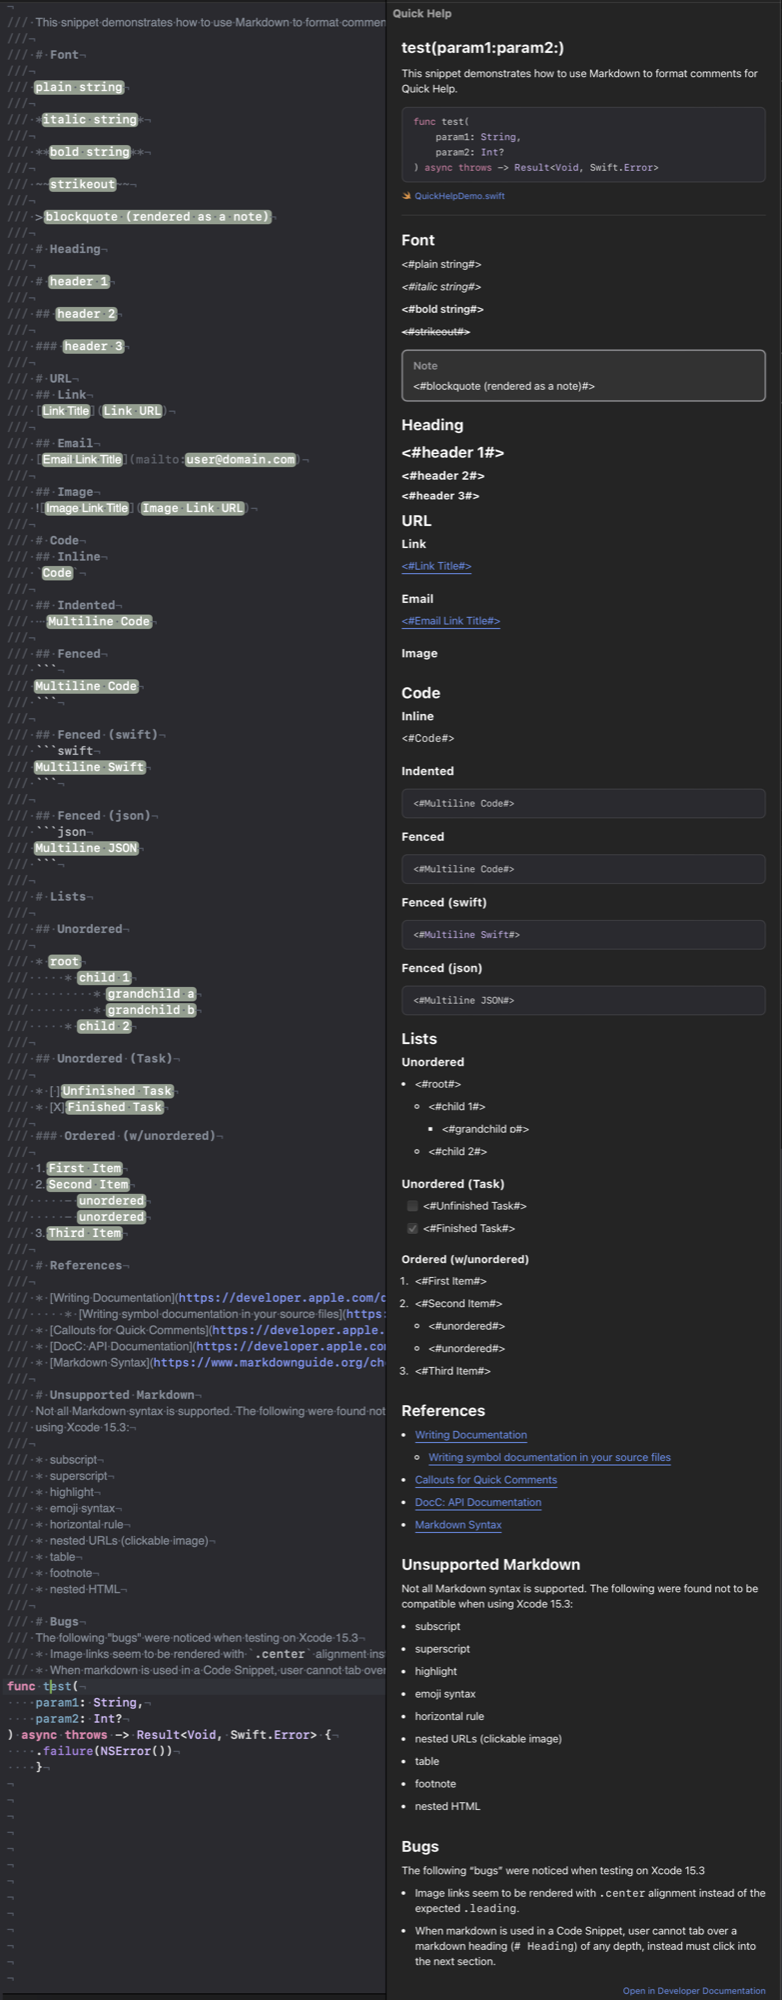 /// This snippet demonstrates how to use Markdown to format commen
///
/// # Font
///
/// plain string
///
/// *italic string*
///
/// **bold string**
///
/// ~~strikeout~~
///
/// >blockquote (rendered as a note)
///
/// # Heading
///
/// # header 1
///
/// ## header 2
///
/// ### header 3
///
/// # URL
/// ## Link
/// [Link Title](Link URL)
///
/// ## Email
/// [Email Link Title](mailto:user@domain.com)
///
/// ## Image
/// ![Image Link Title](Image Link URL)
///
/// # Code
/// ## Inline
/// `Code`
///
/// ## Indented
///     Multiline Code
///
/// ## Fenced
/// ```
/// Multiline Code
/// ```
///
/// ## Fenced (swift)
/// ```swift
/// Multiline Swift
/// ```
///
/// ## Fenced (json)
/// ```json
/// Multiline JSON
/// ```
///
/// # Lists
///
/// ## Unordered
///
/// * root
///     * child 1
///         * grandchild a
///         * grandchild b
///     * child 2
///
/// ## Unordered (Task)
///
/// * [ ] Unfinished Task
/// * [X] Finished Task
///
/// ### Ordered (w/unordered)
///
/// 1. First Item
/// 2. Second Item
///     – unordered
///     – unordered
/// 3. Third Item
///
/// # References
///
/// * [Writing Documentation](https://developer.apple.com/d
///     * [Writing symbol documentation in your source files](https:
/// * [Callouts for Quick Comments](https://developer.apple.
/// * [DocC: API Documentation](https://developer.apple.com
/// * [Markdown Syntax](https://www.markdownguide.org/ch
///
/// # Unsupported Markdown
/// Not all Markdown syntax is supported. The following were found not
/// using Xcode 15.3:
///
/// * subscript
/// * superscript
/// * highlight
/// * emoji syntax
/// * horizontal rule
/// * nested URLs (clickable image)
/// * table
/// * footnote
/// * nested HTML
///
/// # Bugs
/// The following "bugs" were noticed when testing on Xcode 15.3
/// * Image links seem to be rendered with `.center` alignment inst
/// * When markdown is used in a Code Snippet, user cannot tab over
func test(
    param1: String,
    param2: Int?
) async throws -> Result<Void, Swift.Error> {
    .failure(NSError())
    }
Quick Help
test(param1:param2:)
This snippet demonstrates how to use Markdown to format comments for
Quick Help.
func test(
    param1: String,
    param2: Int?
) async throws -> Result<Void, Swift.Error>
QuickHelpDemo.swift
Font
<#plain string#>
<#italic string#>
<#bold string#>
<#strikeout#>
Note
<#blockquote (rendered as a note)#>
Heading
<#header 1#>
<#header 2#>
<#header 3#>
URL
Link
<#Link Title#>
Email
<#Email Link Title#>
Image
Code
Inline
<#Code#>
Indented
<#Multiline Code#>
Fenced
<#Multiline Code#>
Fenced (swift)
<#Multiline Swift#>
Fenced (json)
<#Multiline JSON#>
Lists
Unordered
• <#root#>
<#child 1#>
<#grandchild
<#child 2#>
Unordered (Task)
<#Unfinished Task#>
<#Finished Task#>
Ordered (w/unordered)
1. <#First Item#>
2. <#Second Item#>
<#unordered#>
<#unordered#>
3. <#Third Item#>
References
• Writing Documentation
Writing symbol documentation in your source files
• Callouts for Quick Comments
• DocC: API Documentation
• Markdown Syntax
Unsupported Markdown
Not all Markdown syntax is supported. The following were found not to be
compatible when using Xcode 15.3:
• subscript
• superscript
• highlight
• emoji syntax
• horizontal rule
• nested URLs (clickable image)
• table
• footnote
• nested HTML
Bugs
The following “bugs” were noticed when testing on Xcode 15.3
• Image links seem to be rendered with .center alignment instead of the
expected .leading.
• When markdown is used in a Code Snippet, user cannot tab over a
markdown heading (# Heading) of any depth, instead must click into
the next section.
Open in Developer Documentation